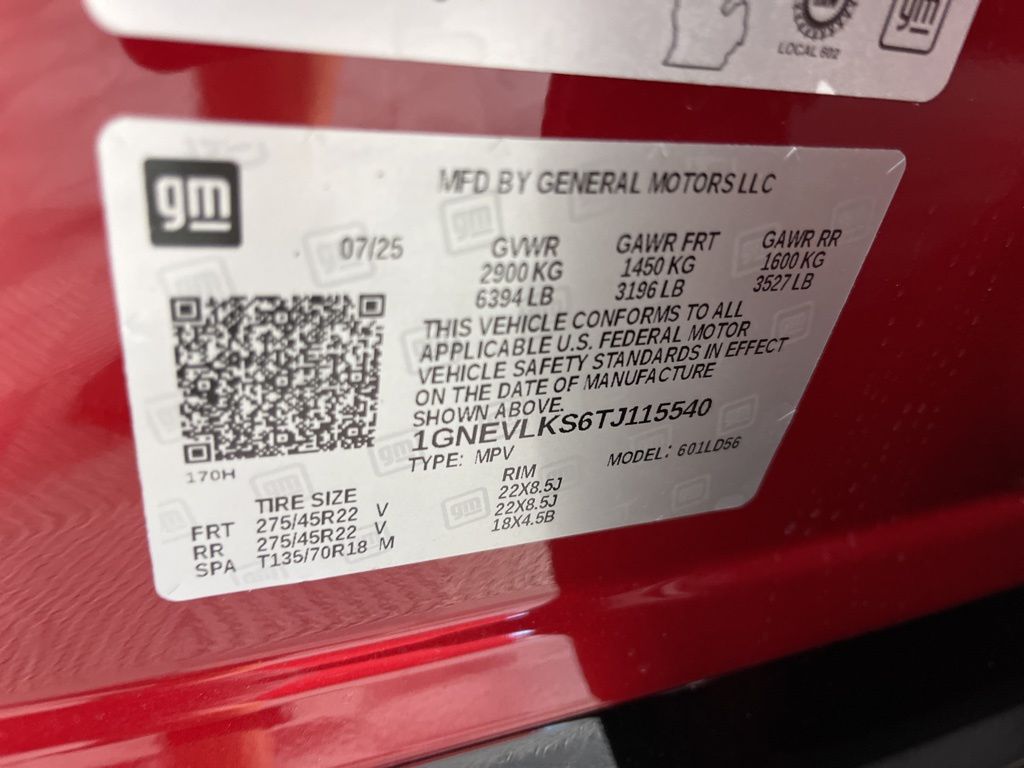 LOCAL 602
gm
gm
MFD BY GENERAL MOTORS LLC
07/25 GVWR GAWR FRT GAWR RR
2900 KG 1450 KG 1600 KG
6394 LB 3196 LB 3527 LB
THIS VEHICLE CONFORMS TO ALL
APPLICABLE U.S. FEDERAL MOTOR
VEHICLE SAFETY STANDARDS IN EFFECT
ON THE DATE OF MANUFACTURE
SHOWN ABOVE.
1GNEVLKS6TJ115540
TYPE: MPV MODEL: 601LD56
170H
TIRE SIZE RIM
FRT 275/45R22 V 22X8.5J
RR 275/45R22 V 22X8.5J
SPA T135/70R18 M 18X4.5B